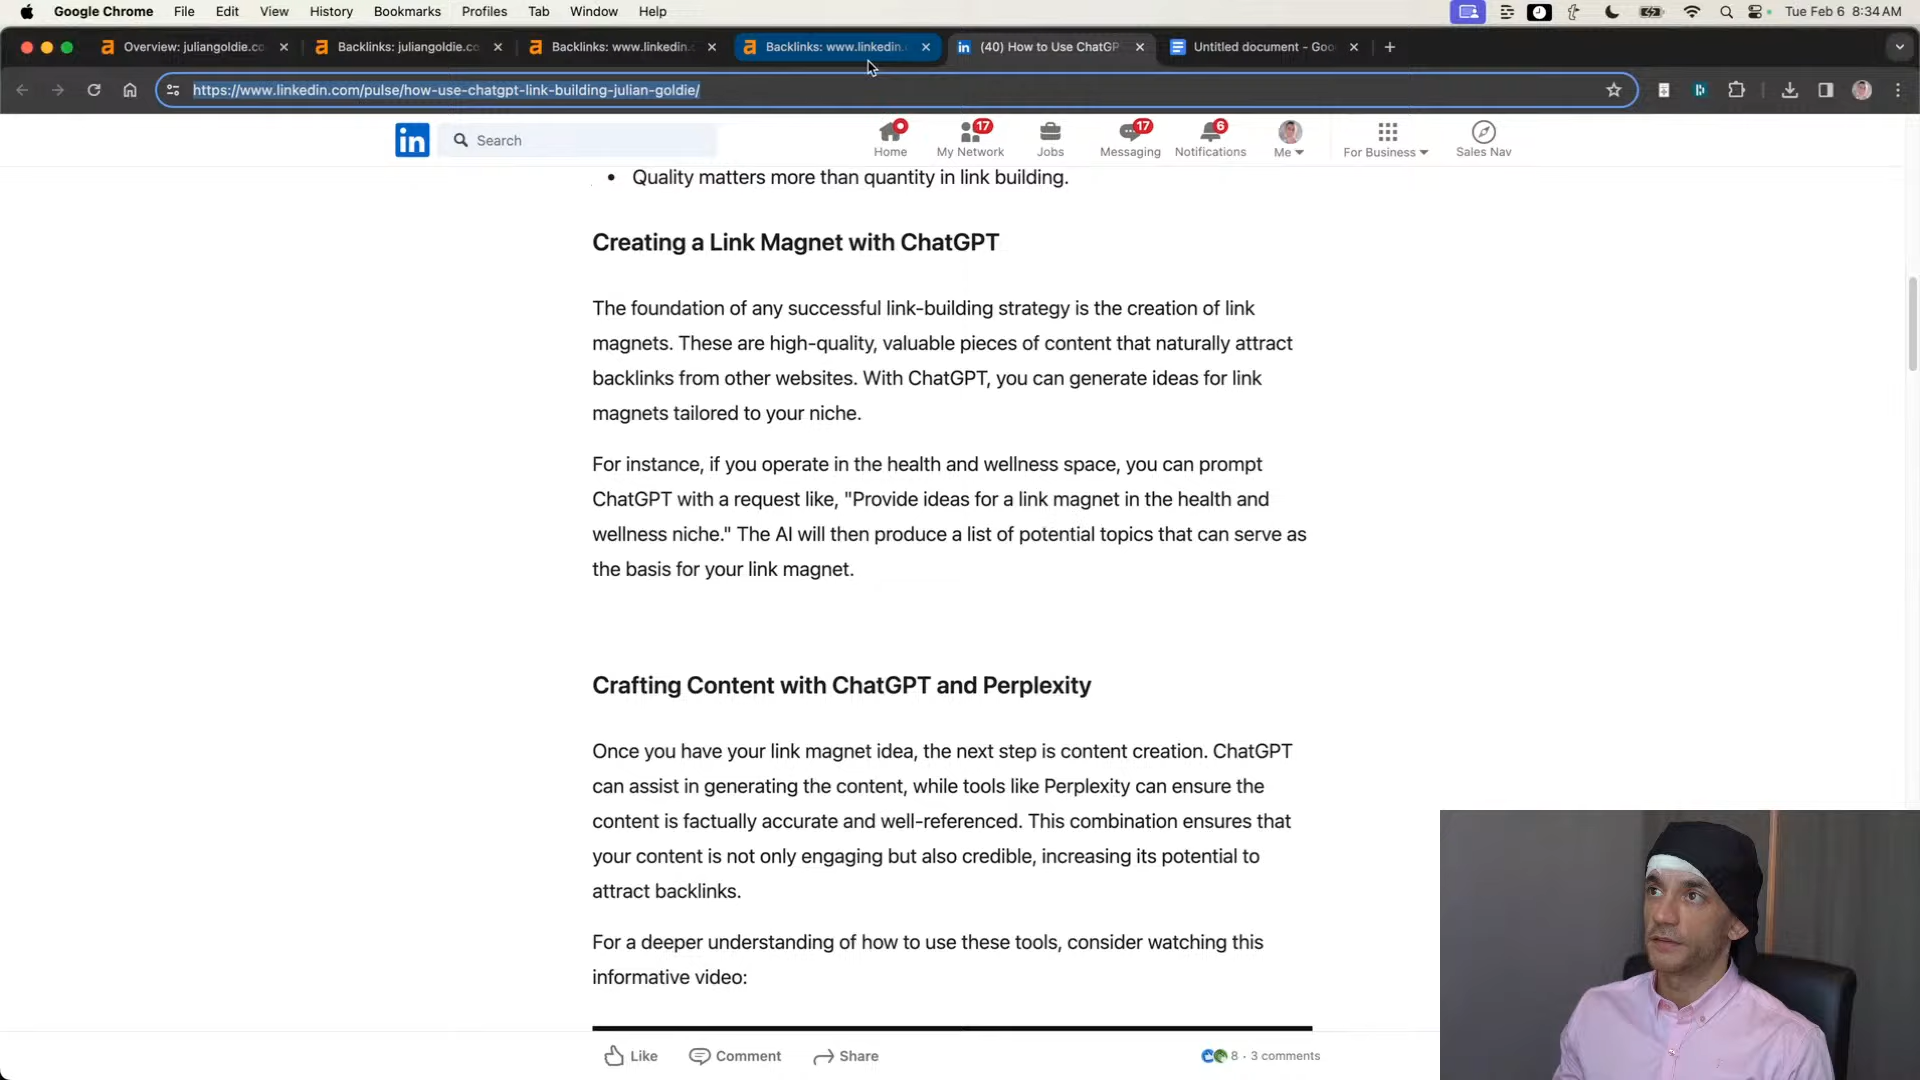 Google Chrome File Edit View History Bookmarks Profiles Tab Window Help Tue Feb 6 8:34 AM
Overview: juliangoldie.co Backlinks: juliangoldie.co Backlinks: www.linkedin. Backlinks: www.linkedin. (40) How to Use ChatGP Untitled document - Goo
https://www.linkedin.com/pulse/how-use-chatgpt-link-building-julian-goldie/
in Search
17 17 6
Home My Network Jobs Messaging Notifications Me For Business Sales Nav
• Quality matters more than quantity in link building.
Creating a Link Magnet with ChatGPT
The foundation of any successful link-building strategy is the creation of link
magnets. These are high-quality, valuable pieces of content that naturally attract
backlinks from other websites. With ChatGPT, you can generate ideas for link
magnets tailored to your niche.
For instance, if you operate in the health and wellness space, you can prompt
ChatGPT with a request like, "Provide ideas for a link magnet in the health and
wellness niche." The AI will then produce a list of potential topics that can serve as
the basis for your link magnet.
Crafting Content with ChatGPT and Perplexity
Once you have your link magnet idea, the next step is content creation. ChatGPT
can assist in generating the content, while tools like Perplexity can ensure the
content is factually accurate and well-referenced. This combination ensures that
your content is not only engaging but also credible, increasing its potential to
attract backlinks.
For a deeper understanding of how to use these tools, consider watching this
informative video:
Like Comment Share 8 · 3 comments